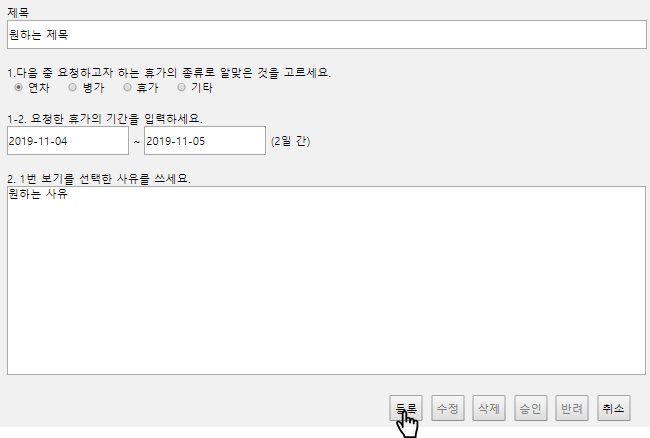 제목
원하는 제목
1.다음 중 요청하고자 하는 휴가의 종류로 알맞은 것을 고르세요.
연차 병가 휴가 기타
1-2. 요청한 휴가의 기간을 입력하세요.
2019-11-04 ~ 2019-11-05 (2일 간)
2. 1번 보기를 선택한 사유를 쓰세요.
원하는 사유
등록 수정 삭제 승인 반려 취소